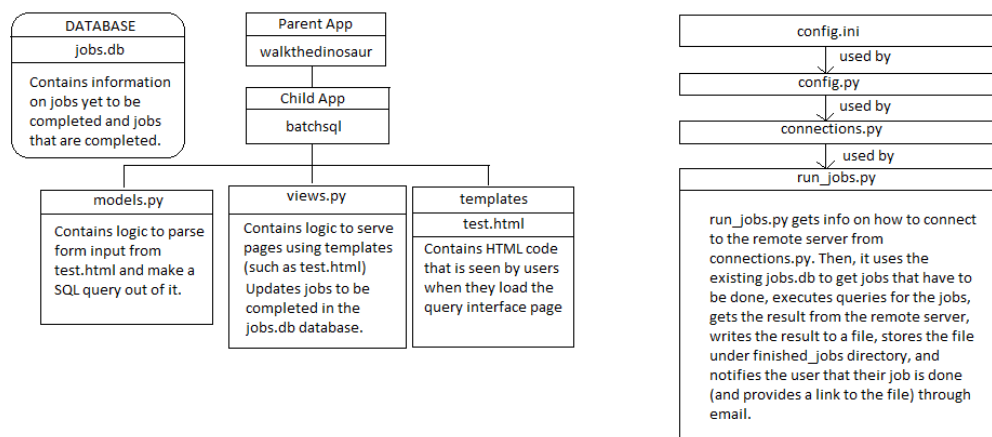 DATABASE
jobs.db
Contains information
on jobs yet to be
completed and jobs
that are completed.
Parent App
walkthedinosaur
Child App
batchsql
models.py
Contains logic to parse
form input from
test.html and make a
SQL query out of it.
views.py
Contains logic to serve
pages using templates
(such as test.html)
Updates jobs to be
completed in the
jobs.db database.
templates
test.html
Contains HTML code
that is seen by users
when they load the
query interface page
config.ini
used by
config.py
used by
connections.py
used by
run_jobs.py
run_jobs.py gets info on how to connect
to the remote server from
connections.py. Then, it uses the
existing jobs.db to get jobs that have to
be done, executes queries for the jobs,
gets the result from the remote server,
writes the result to a file, stores the file
under finished_jobs directory, and
notifies the user that their job is done
(and provides a link to the file) through
email.